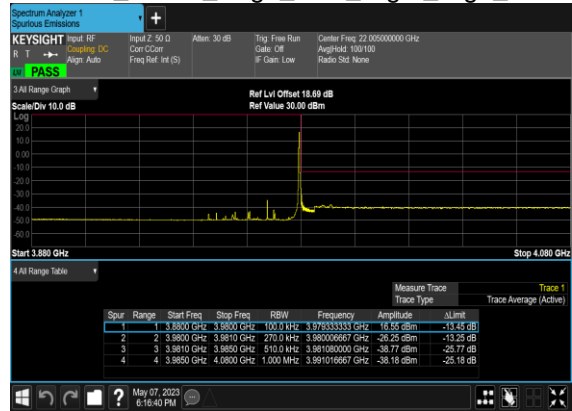 Spectrum Analyzer 1
Spurious Emissions
+
KEYSIGHT Input: RF Input Z: 50 Ω Atten: 30 dB Trig: Free Run Center Freq: 22.005000000 GHz
R T Coupling: DC Corr CCorr Gate: Off Avg|Hold: 100/100
Align: Auto Freq Ref: Int (S) IF Gain: Low Radio Std: None
LW PASS
3 All Range Graph
Ref Lvl Offset 18.69 dB
Scale/Div 10.0 dB Ref Value 30.00 dBm
Log
20.0
10.0
0.00
-10.0
-20.0
-30.0
-40.0
-50.0
-60.0
Start 3.880 GHz Stop 4.080 GHz
4 All Range Table
Measure Trace Trace 1
Trace Type Trace Average (Active)
Spur Range Start Freq Stop Freq RBW Frequency Amplitude ΔLimit
1 1 3.8800 GHz 3.9800 GHz 100.0 kHz 3.979333333 GHz 16.55 dBm -13.45 dB
2 2 3.9800 GHz 3.9810 GHz 270.0 kHz 3.980006667 GHz -26.25 dBm -13.25 dB
3 3 3.9810 GHz 3.9850 GHz 510.0 kHz 3.981080000 GHz -38.77 dBm -25.77 dB
4 4 3.9850 GHz 4.0800 GHz 1.000 MHz 3.991016667 GHz -38.18 dBm -25.18 dB
? May 07, 2023
6:16:40 PM